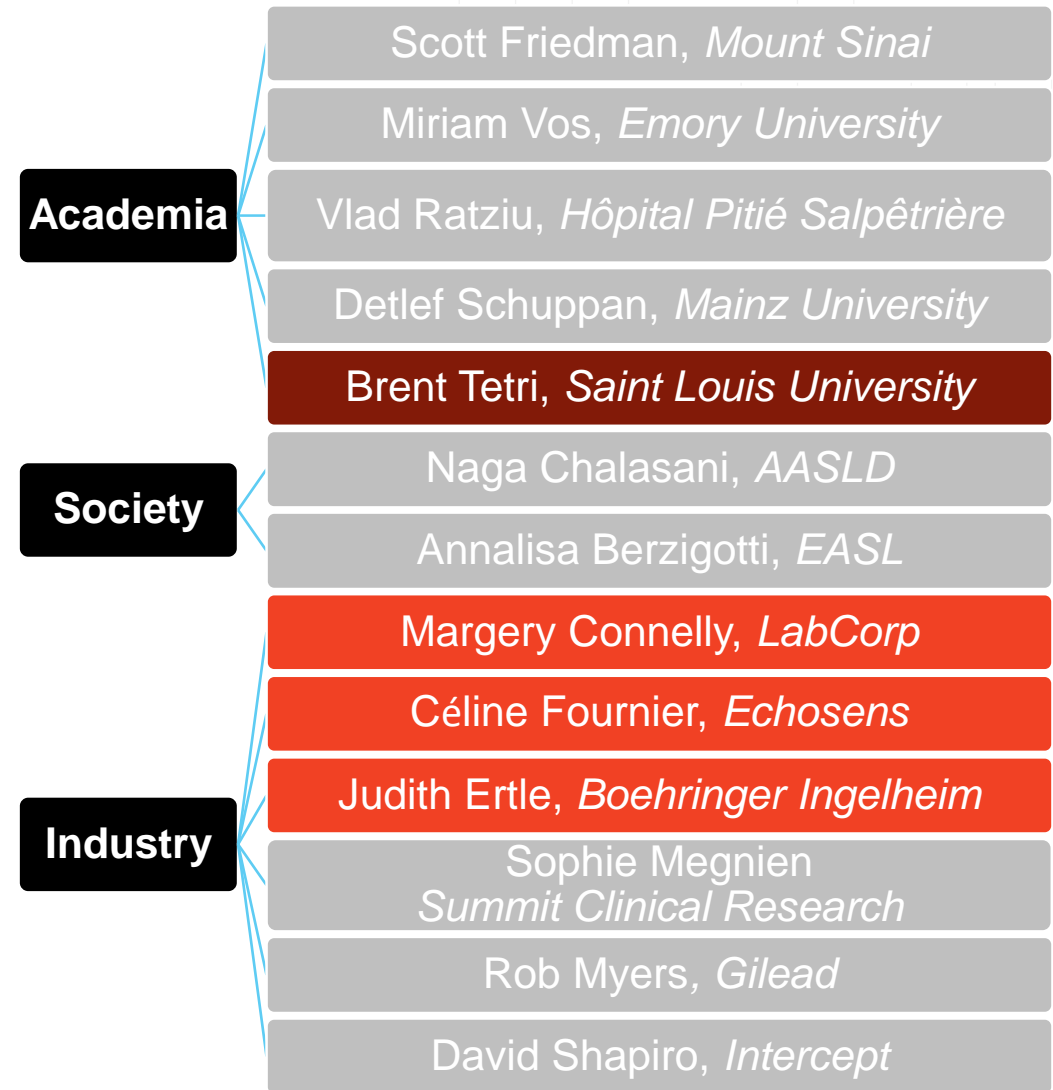 Academia
Scott Friedman, Mount Sinai
Miriam Vos, Emory University
Vlad Ratziu, Hôpital Pitié Salpêtrière
Detlef Schuppan, Mainz University
Brent Tetri, Saint Louis University
Society
Naga Chalasani, AASLD
Annalisa Berzigotti, EASL
Industry
Margery Connelly, LabCorp
Céline Fournier, Echosens
Judith Ertle, Boehringer Ingelheim
Sophie Megnien
Summit Clinical Research
Rob Myers, Gilead
David Shapiro, Intercept